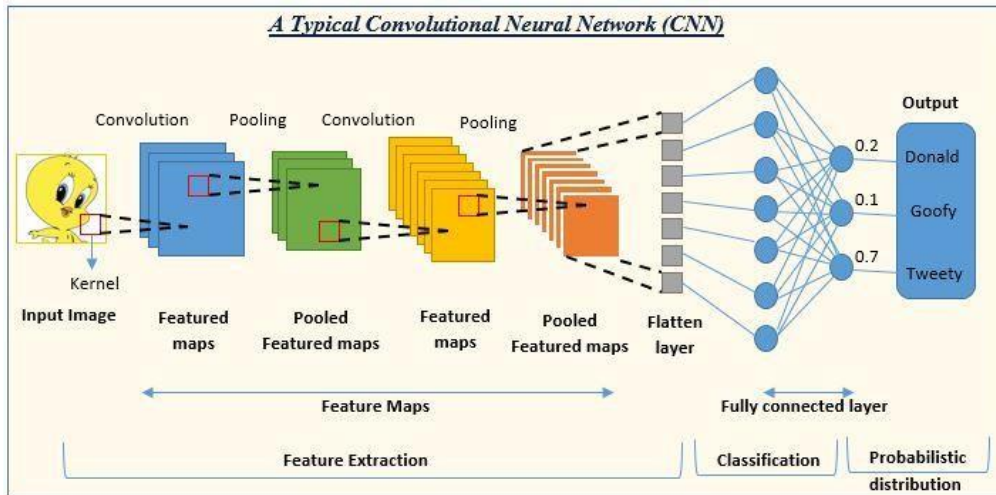 A Typical Convolutional Neural Network (CNN)
Convolution
Pooling
Convolution
Pooling
Output
0.2
Donald
0.1
Goofy
0.7
Tweety
Kernel
Input Image
Featured
maps
Pooled
Featured maps
Featured
maps
Pooled
Featured maps
Flatten
layer
Feature Maps
Fully connected layer
Feature Extraction
Classification
Probabilistic
distribution